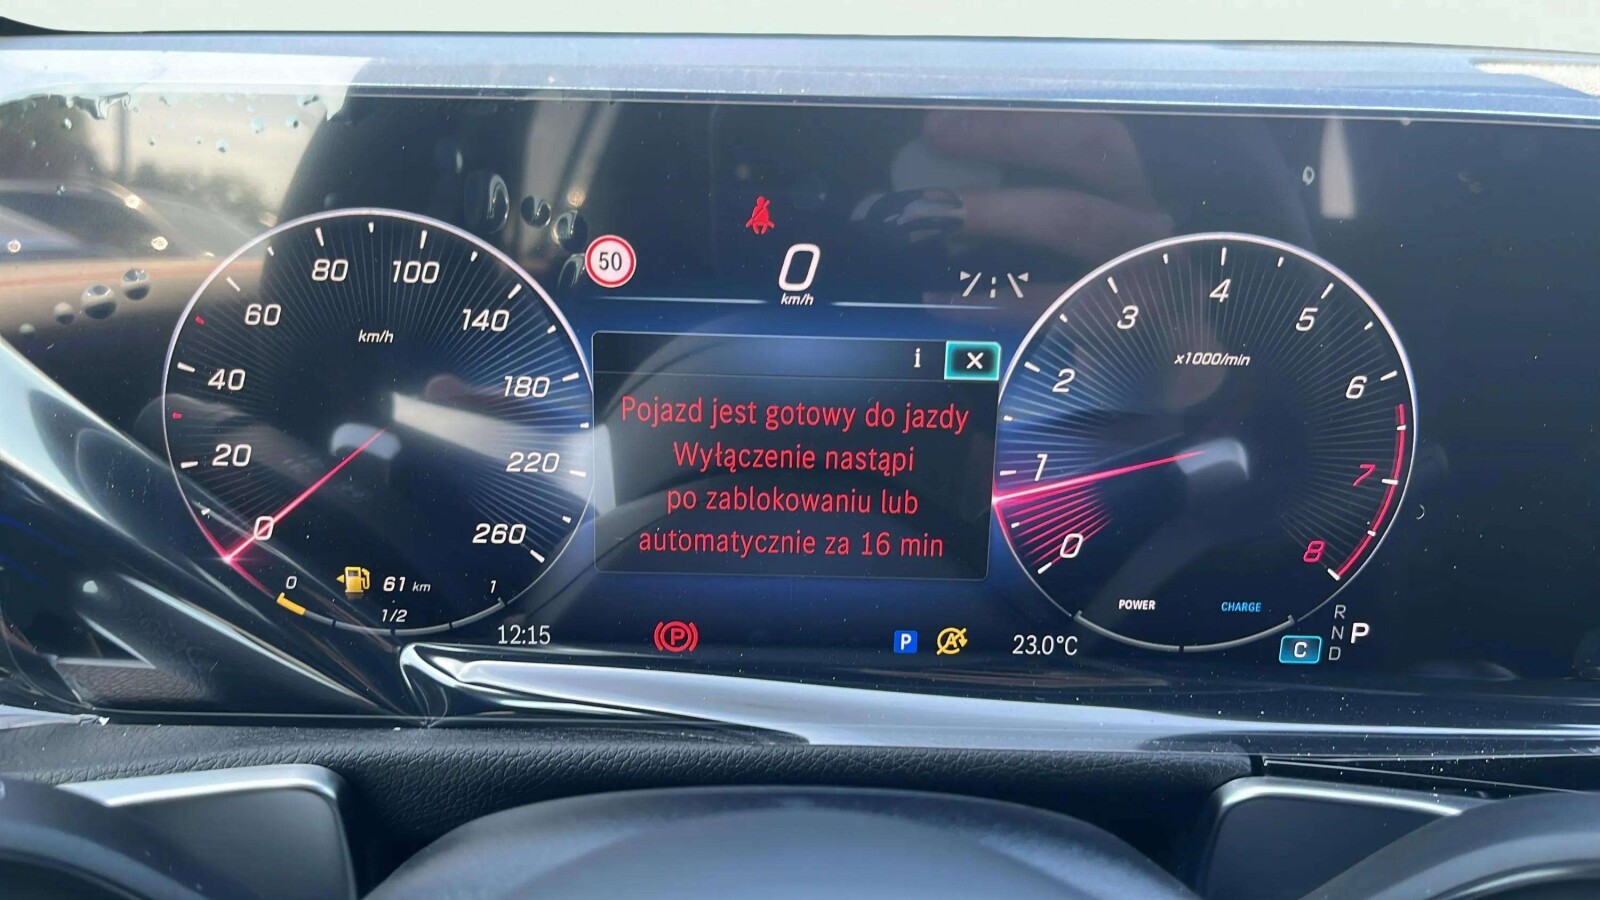 50
0
km/h
i X
Pojazd jest gotowy do jazdy
Wyłączenie nastąpi
po zablokowaniu lub
automatycznie za 16 min
0 20 40 60 80 100 140 180 220 260
km/h
0 1/2 1
61 km
12:15
P
P
A
23.0°C
0 1 2 3 4 5 6 7 8
x1000/min
POWER CHARGE
C
R
N P
D